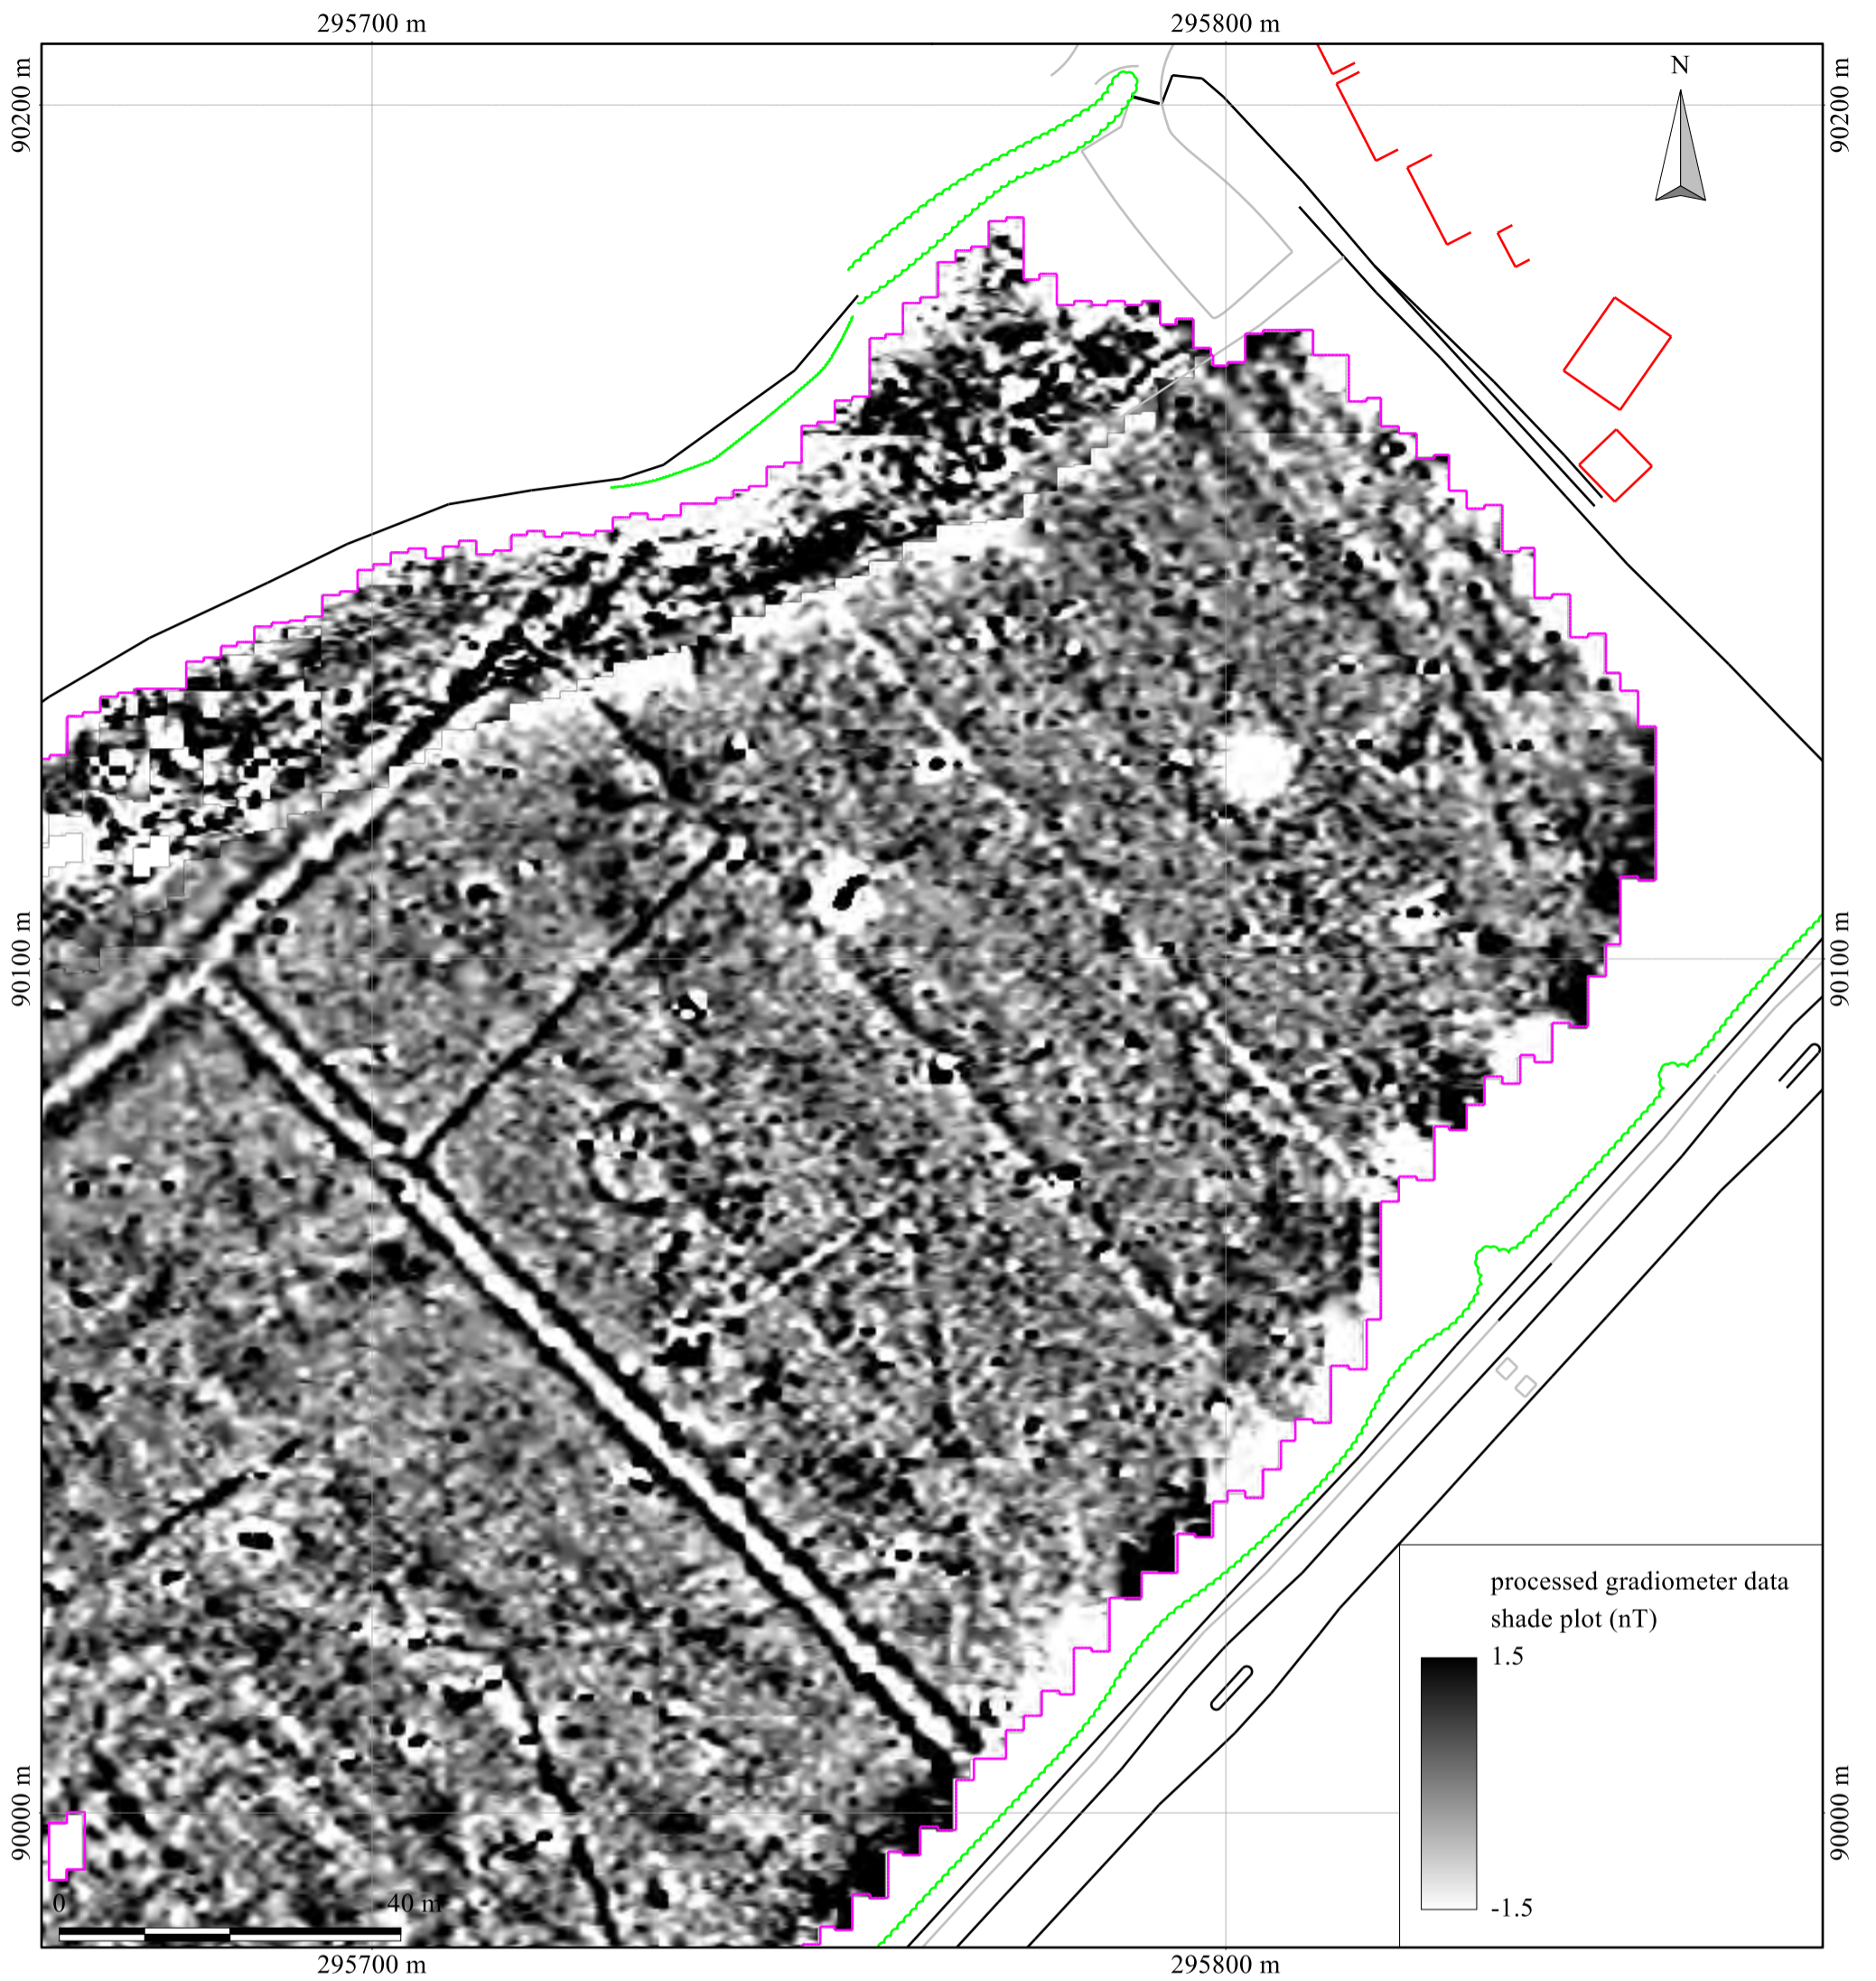 295700 m
295800 m
90200 m
90200 m
N
90100 m
90100 m
processed gradiometer data
shade plot (nT)
1.5
-1.5
90000 m
90000 m
0
40 m
295700 m
295800 m